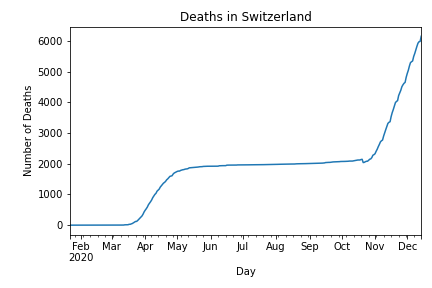 Deaths in Switzerland
Number of Deaths
6000
5000
4000
3000
2000
1000
0
Feb Mar Apr May Jun Jul Aug Sep Oct Nov Dec
2020
Day